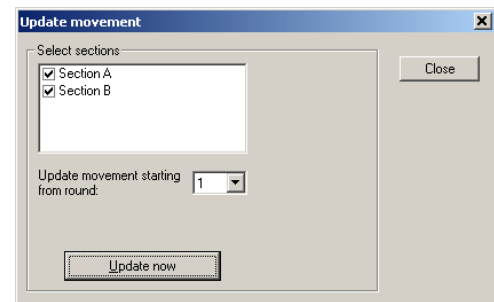 Update movement
Select sections
Section A
Section B
Close
Update movement starting
from round:
1
Update now